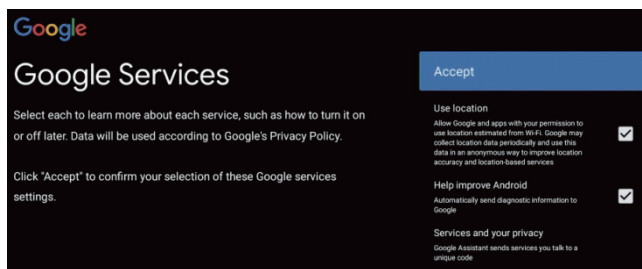 Google
Google Services
Select each to learn more about each service, such as how to turn it on
or off later. Data will be used according to Google's Privacy Policy.
Click "Accept" to confirm your selection of these Google services
settings.
Accept
Use location
Allow Google and apps with your permission to
use location estimated from Wi-Fi. Google may
collect location data periodically and use this
data in an anonymous way to improve location
accuracy and location-based services
Help improve Android
Automatically send diagnostic information to
Google
Services and your privacy
Google Assistant sends services you talk to a
unique code